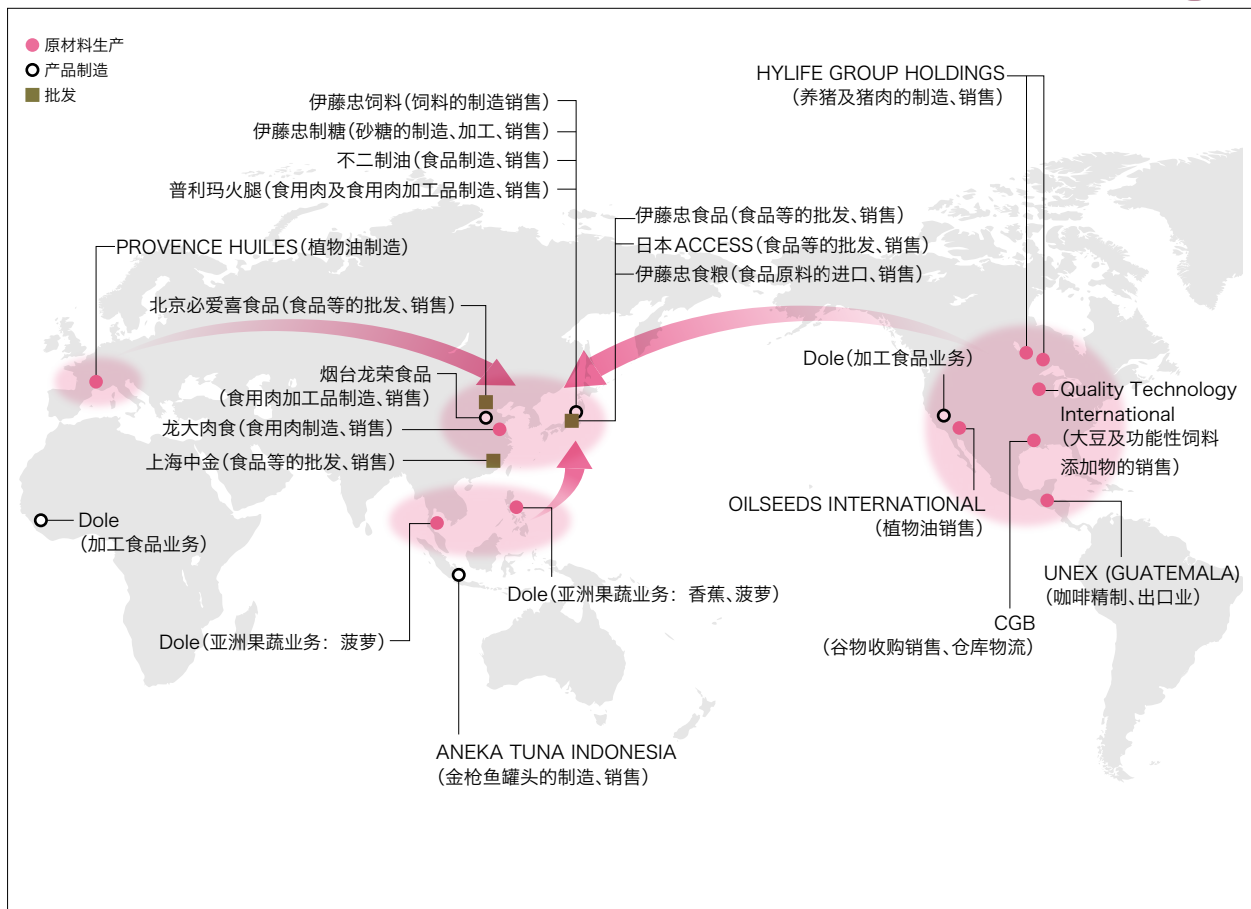 原材料生产
产品制造
批发
HYLIFE GROUP HOLDINGS
(养猪及猪肉的制造、销售)
伊藤忠饲料(饲料的制造销售)
伊藤忠制糖(砂糖的制造、加工、销售)
不二制油(食品制造、销售)
普利玛火腿(食用肉及食用肉加工品制造、销售)
伊藤忠食品(食品等的批发、销售)
日本ACCESS(食品等的批发、销售)
伊藤忠食粮(食品原料的进口、销售)
PROVENCE HUILES(植物油制造)
北京必爱喜食品(食品等的批发、销售)
烟台龙荣食品
(食用肉加工品制造、销售)
龙大肉食(食用肉制造、销售)
上海中金(食品等的批发、销售)
Dole(加工食品业务)
Quality Technology
International
(大豆及功能性饲料
添加物的销售)
OILSEEDS INTERNATIONAL
(植物油销售)
Dole
(加工食品业务)
UNEX (GUATEMALA)
(咖啡精制、出口业)
Dole(亚洲果蔬业务：香蕉、菠萝)
CGB
(谷物收购销售、仓库物流)
Dole(亚洲果蔬业务：菠萝)
ANEKA TUNA INDONESIA
(金枪鱼罐头的制造、销售)